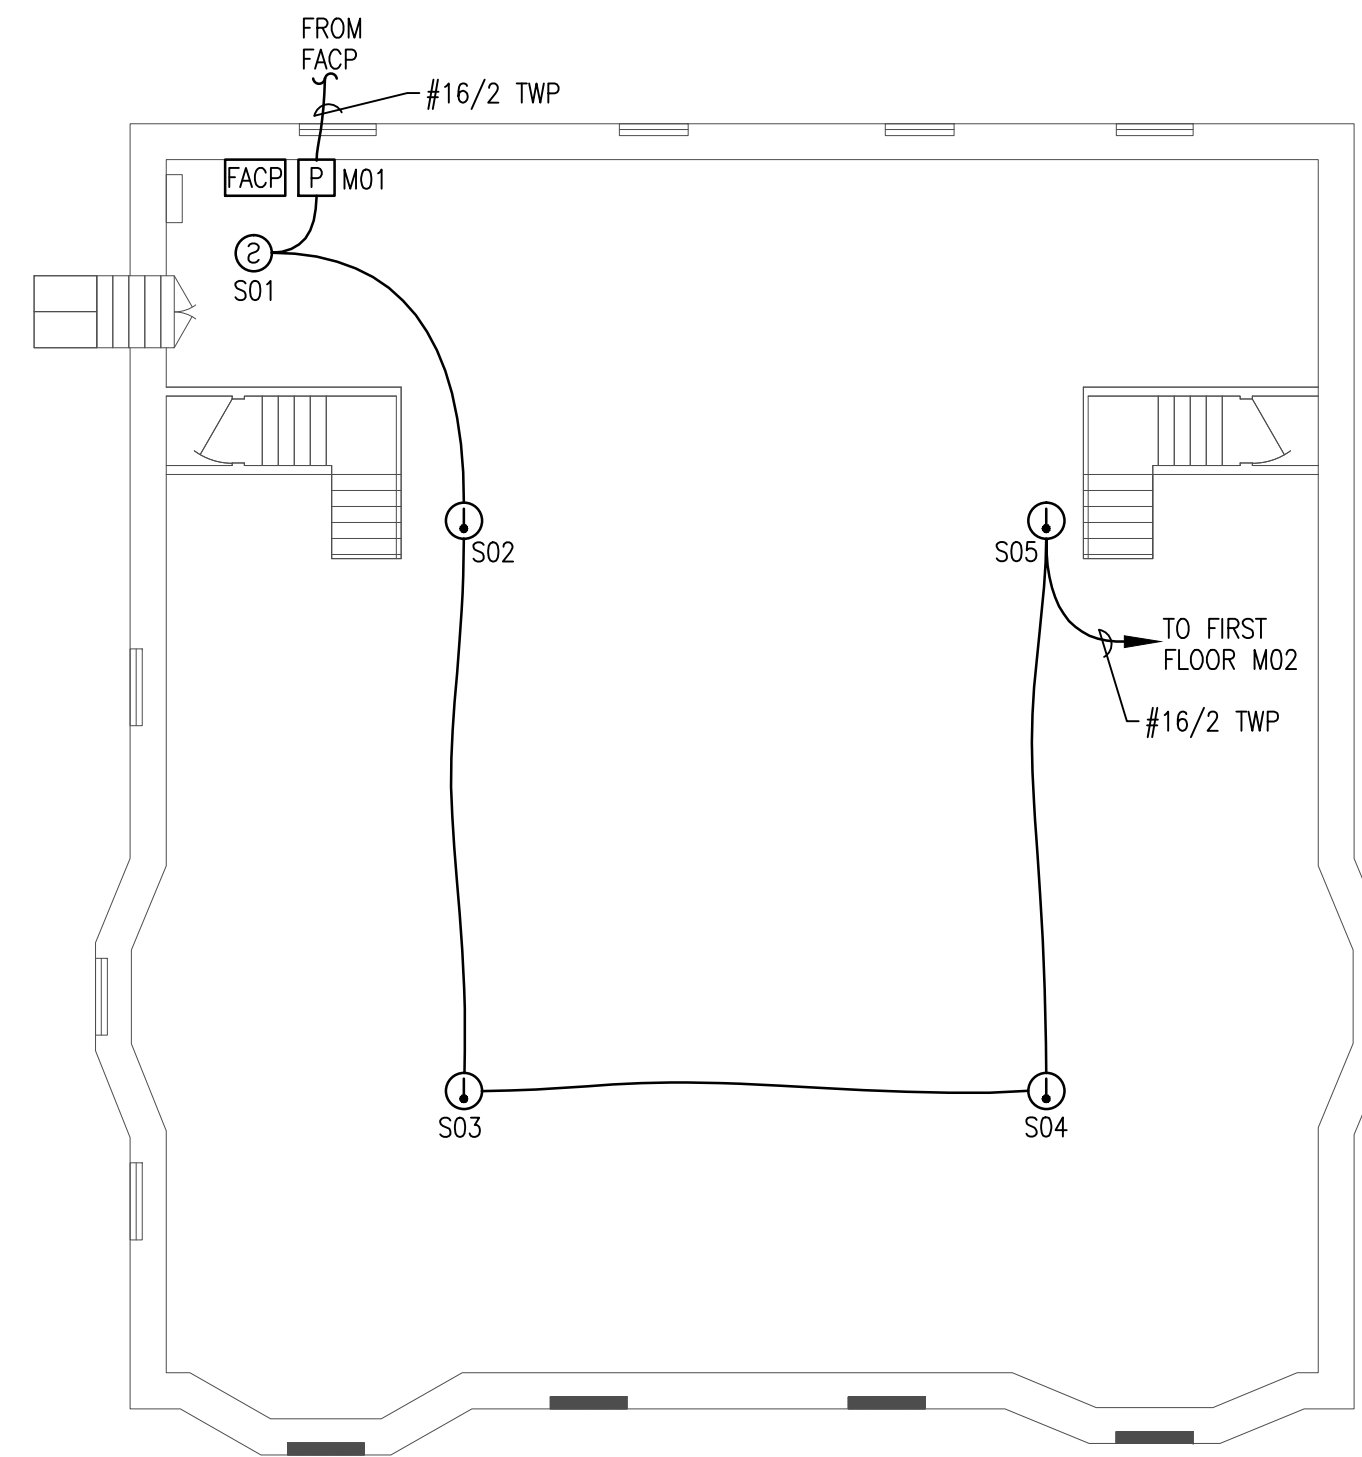 FROM
FACP
#16/2 TWP
FACP
P
M01
S
S01
S02
S05
TO FIRST
FLOOR M02
#16/2 TWP
S03
S04